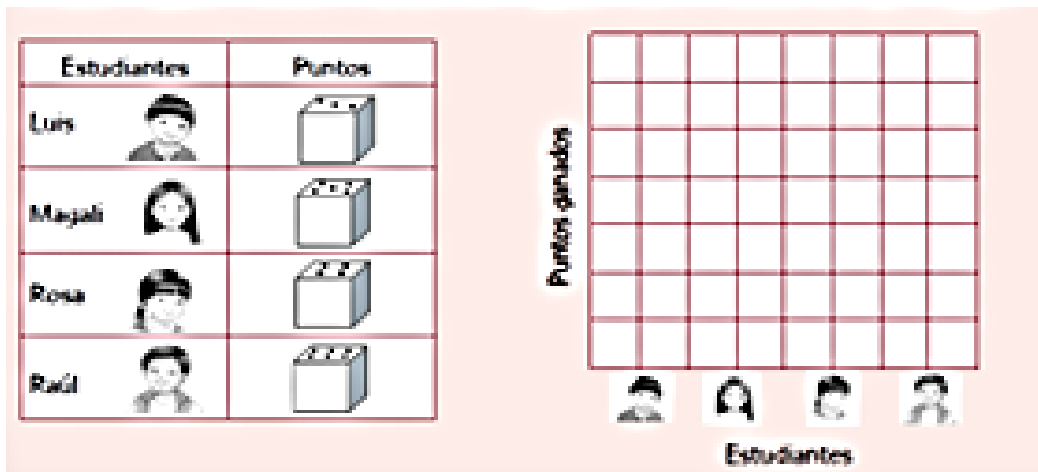 Estudiantes Puntos
Luis
Magali
Rosa
Raúl
Puntos ganados
Estudiantes